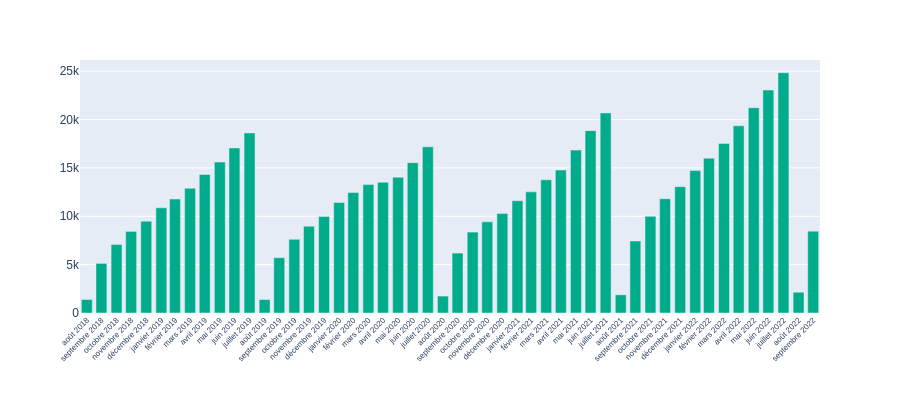 25k
20k
15k
10k
5k
0
août 2018
septembre 2018
octobre 2018
novembre 2018
décembre 2018
janvier 2019
février 2019
mars 2019
avril 2019
mai 2019
juin 2019
juillet 2019
août 2019
septembre 2019
octobre 2019
novembre 2019
décembre 2019
janvier 2020
février 2020
mars 2020
avril 2020
mai 2020
juin 2020
juillet 2020
août 2020
septembre 2020
octobre 2020
novembre 2020
décembre 2020
janvier 2021
février 2021
mars 2021
avril 2021
mai 2021
juin 2021
juillet 2021
août 2021
septembre 2021
octobre 2021
novembre 2021
décembre 2021
janvier 2022
février 2022
mars 2022
avril 2022
mai 2022
juin 2022
juillet 2022
août 2022
septembre 2022